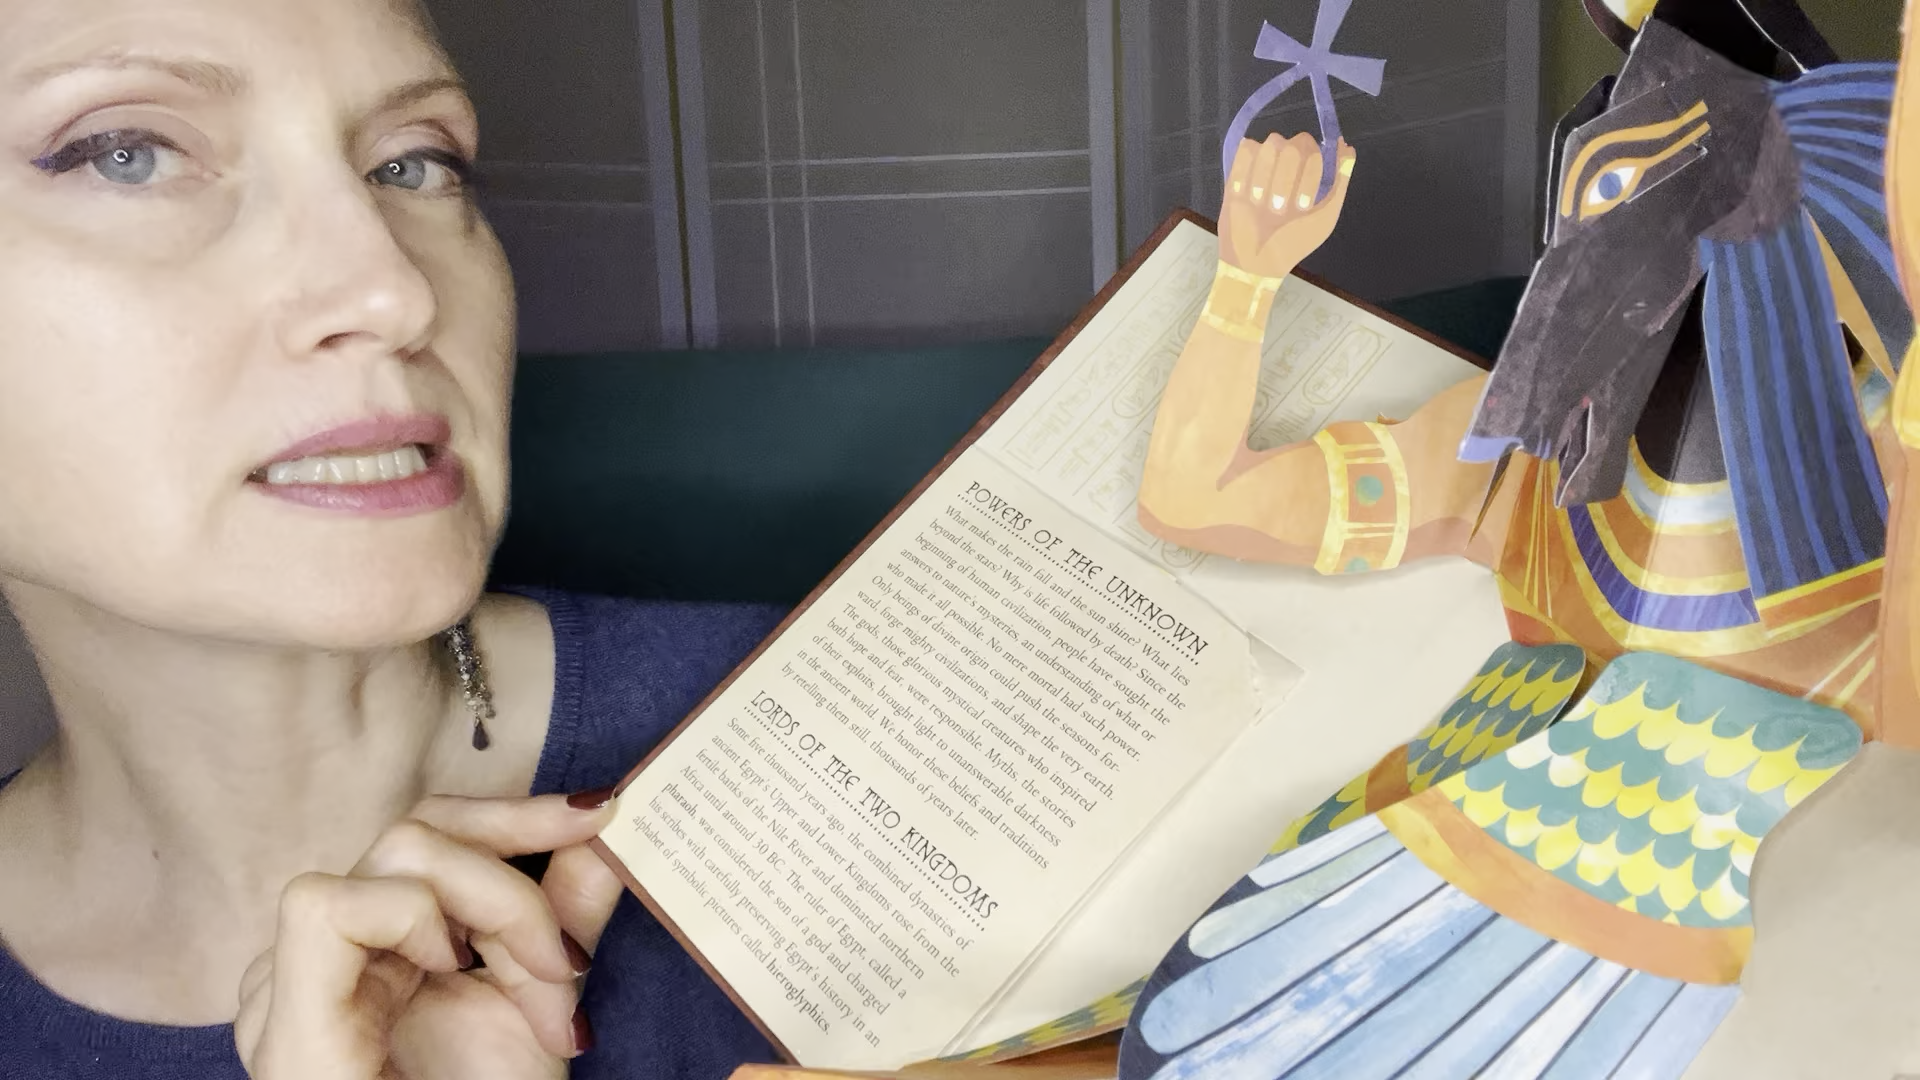 POWERS OF THE UNKNOWN
What makes the rain fall and the sun shine? What lies
beyond the stars? Why is life followed by death? Since the
beginning of human civilization, people have sought the
answers to nature's mysteries, an understanding of what or
who made it all possible. No mere mortal had such power.
Only beings of divine origin could push the seasons for-
ward, forge mighty civilizations, and shape the very earth.
The gods, those glorious mystical creatures who inspired
both hope and fear, were responsible. Myths, the stories
of their exploits, brought light to unanswerable darkness
in the ancient world. We honor these beliefs and traditions
by retelling them still, thousands of years later.
LORDS OF THE TWO KINGDOMS
Some five thousand years ago, the combined dynasties of
ancient Egypt's Upper and Lower Kingdoms rose from the
fertile banks of the Nile River and dominated northern
Africa until around 30 BC. The ruler of Egypt, called a
pharaoh, was considered the son of a god and charged
his scribes with carefully preserving Egypt's history in an
alphabet of symbolic pictures called hieroglyphics.